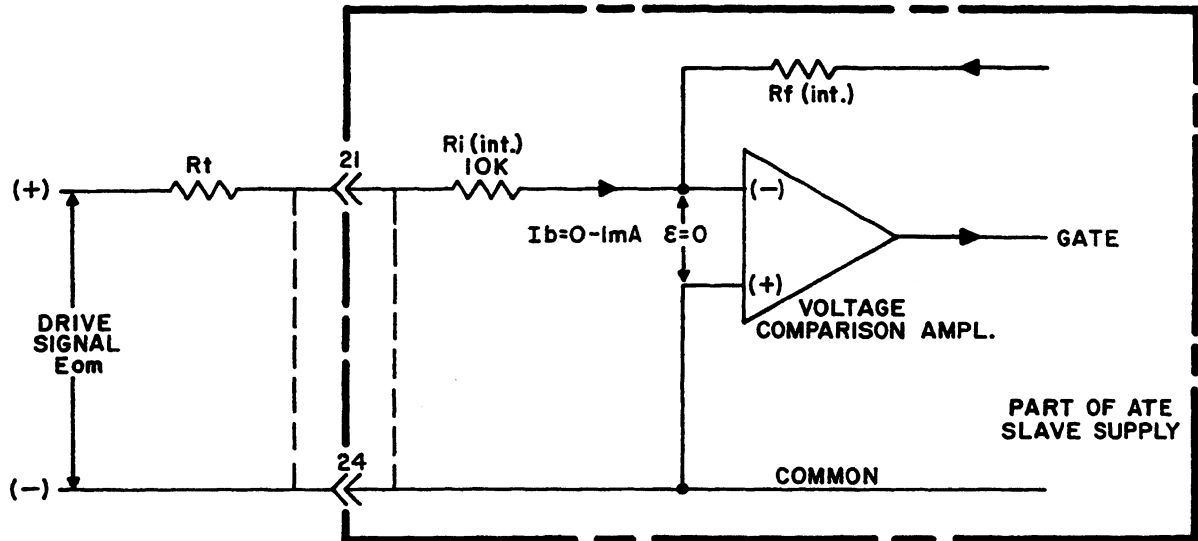 Rf (int.)
Ri (int.)
10K
Rt
21
(+)
(−)
Ib=0-1mA
ε=0
GATE
(+)
VOLTAGE
COMPARISON AMPL.
DRIVE
SIGNAL
Eom
PART OF ATE
SLAVE SUPPLY
24
(−)
COMMON